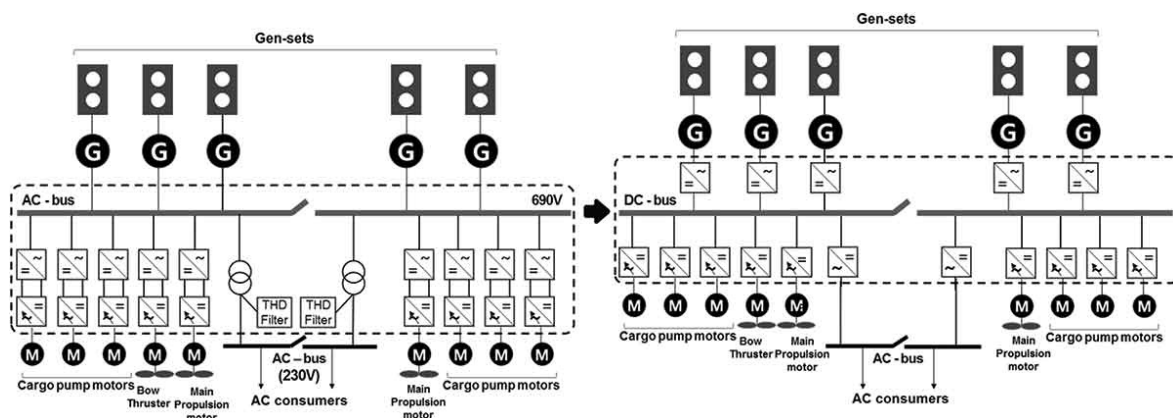 Gen-sets
G G G G G
AC - bus
690V
THD Filter
THD Filter
M M M M M M M M M
AC – bus
(230V)
Cargo pump motors
Bow
Thruster
Main
Propulsion
motor
AC consumers
Main
Propulsion
motor
Cargo pump motors
Gen-sets
G G G G G
DC - bus
M M M M M M M M M
Cargo pump motors
Bow
Thruster
Main
Propulsion
motor
AC - bus
AC consumers
Main
Propulsion
motor
Cargo pump motors